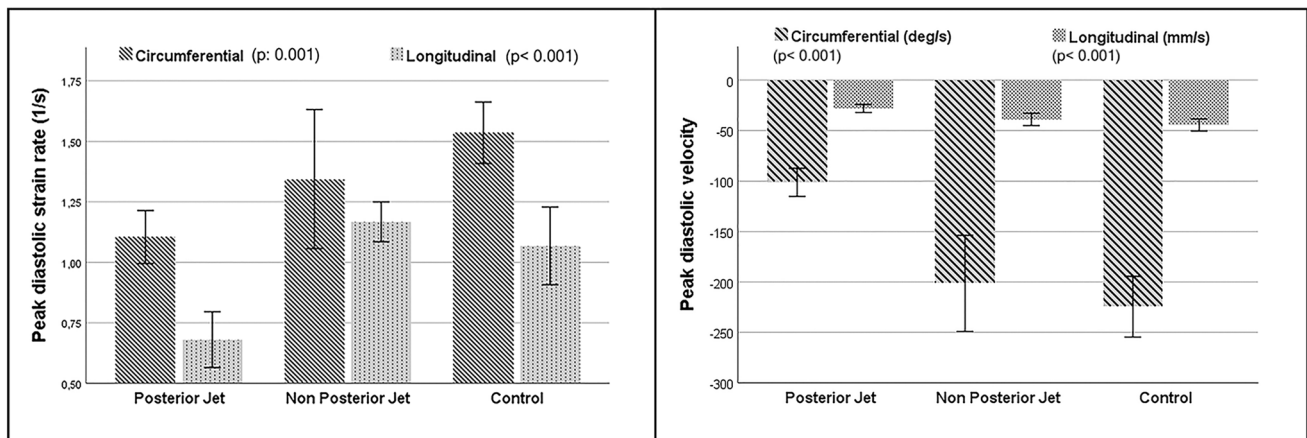 Circumferential (p: 0.001) Longitudinal (p< 0.001)
Peak diastolic strain rate (1/s)
1,75
1,50
1,25
1,00
0,75
0,50
Posterior Jet Non Posterior Jet Control
Circumferential (deg/s) Longitudinal (mm/s)
(p< 0.001) (p< 0.001)
Peak diastolic velocity
0
-50
-100
-150
-200
-250
-300
Posterior Jet Non Posterior Jet Control